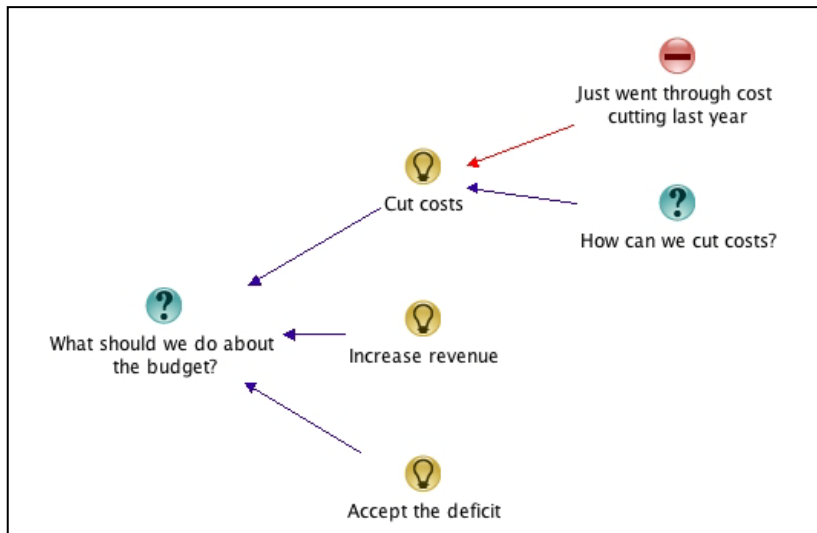 Just went through cost
cutting last year
Cut costs
How can we cut costs?
What should we do about
the budget?
Increase revenue
Accept the deficit